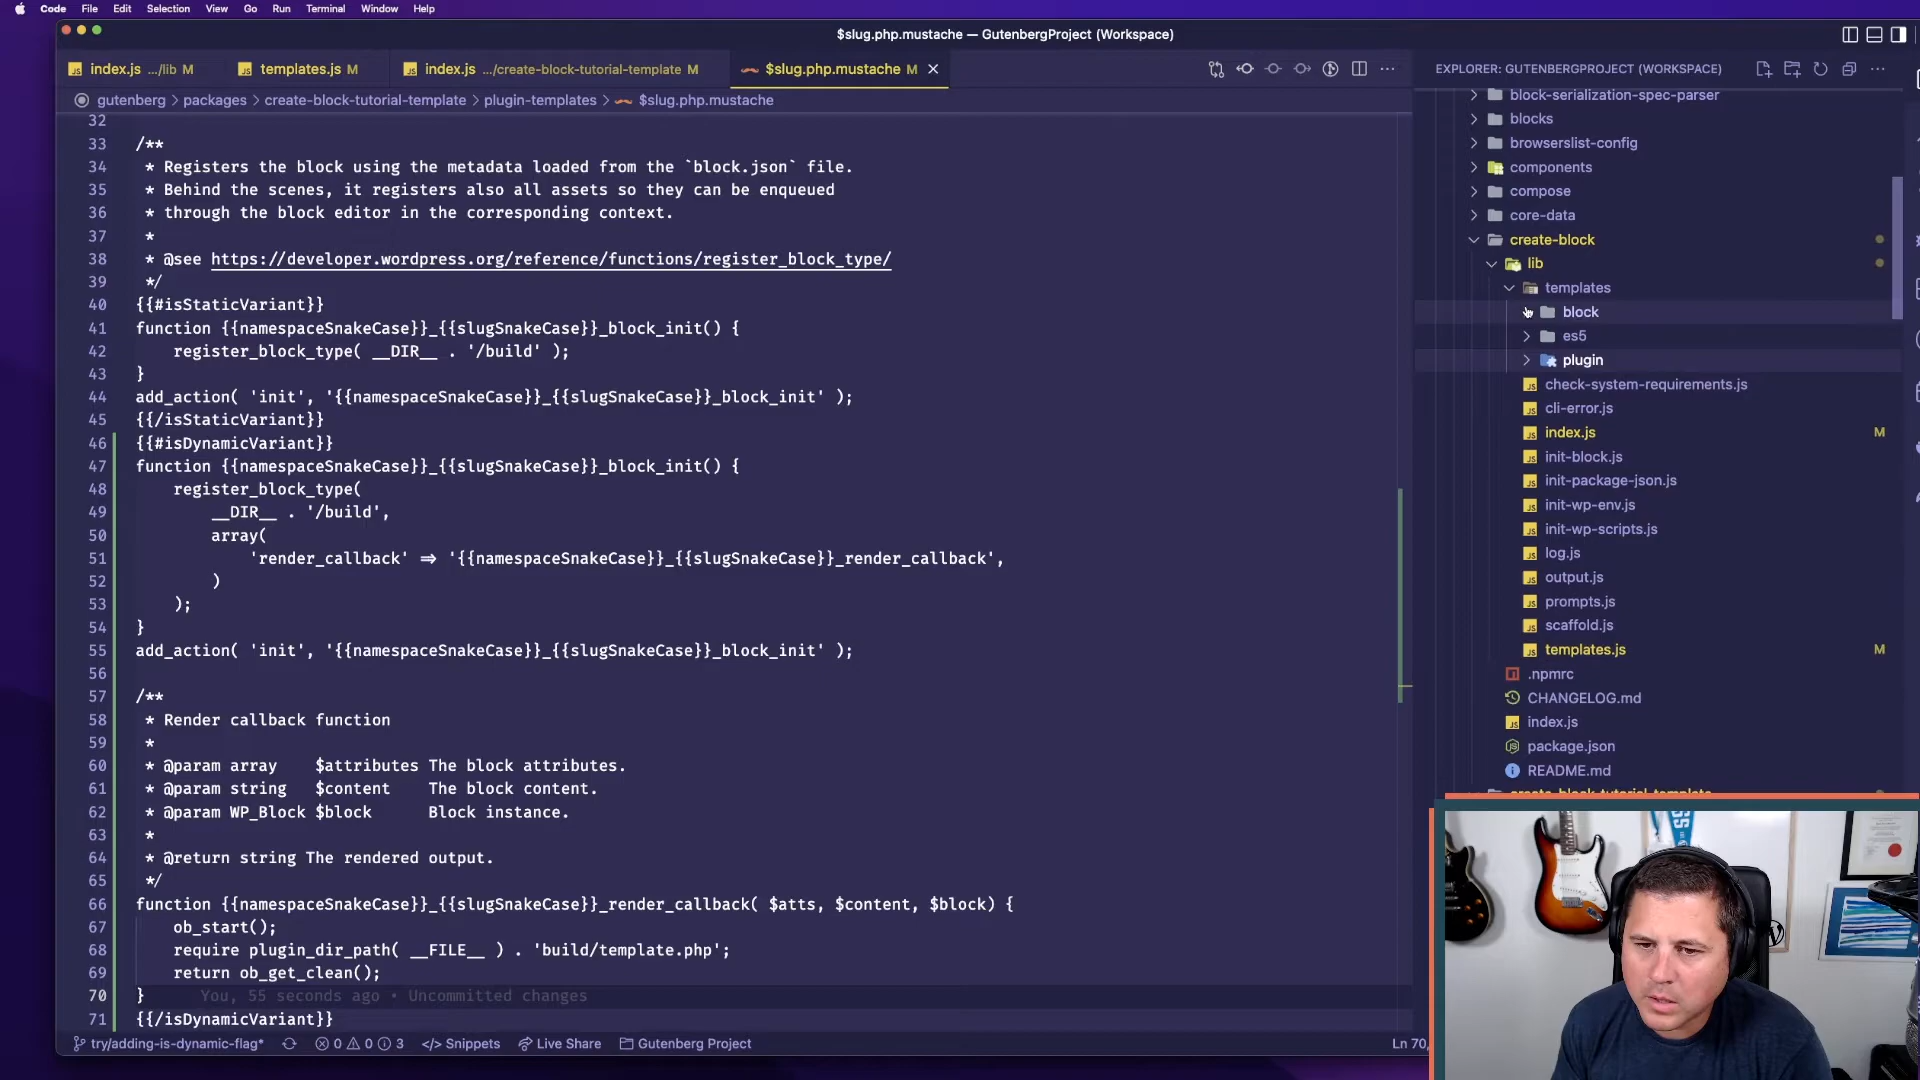 Code File Edit Selection View Go Run Terminal Window Help
$slug.php.mustache — GutenbergProject (Workspace)
index.js .../lib M
templates.js M
index.js .../create-block-tutorial-template M
$slug.php.mustache M
gutenberg > packages > create-block-tutorial-template > plugin-templates > $slug.php.mustache
32
33 /**
34 * Registers the block using the metadata loaded from the `block.json` file.
35 * Behind the scenes, it registers also all assets so they can be enqueued
36 * through the block editor in the corresponding context.
37 *
38 * @see https://developer.wordpress.org/reference/functions/register_block_type/
39 */
40 {{#isStaticVariant}}
41 function {{namespaceSnakeCase}}_{{slugSnakeCase}}_block_init() {
42 register_block_type( __DIR__ . '/build' );
43 }
44 add_action( 'init', '{{namespaceSnakeCase}}_{{slugSnakeCase}}_block_init' );
45 {{/isStaticVariant}}
46 {{#isDynamicVariant}}
47 function {{namespaceSnakeCase}}_{{slugSnakeCase}}_block_init() {
48 register_block_type(
49 __DIR__ . '/build',
50 array(
51 'render_callback' => '{{namespaceSnakeCase}}_{{slugSnakeCase}}_render_callback',
52 )
53 );
54 }
55 add_action( 'init', '{{namespaceSnakeCase}}_{{slugSnakeCase}}_block_init' );
56
57 /**
58 * Render callback function
59 *
60 * @param array $attributes The block attributes.
61 * @param string $content The block content.
62 * @param WP_Block $block Block instance.
63 *
64 * @return string The rendered output.
65 */
66 function {{namespaceSnakeCase}}_{{slugSnakeCase}}_render_callback( $atts, $content, $block) {
67 ob_start();
68 require plugin_dir_path( __FILE__ ) . 'build/template.php';
69 return ob_get_clean();
70 } You, 55 seconds ago • Uncommitted changes
71 {{/isDynamicVariant}}
try/adding-is-dynamic-flag* 0 0 3 Snippets Live Share Gutenberg Project Ln 70,
EXPLORER: GUTENBERGPROJECT (WORKSPACE)
block-serialization-spec-parser
blocks
browserslist-config
components
compose
core-data
create-block
lib
templates
block
es5
plugin
check-system-requirements.js
cli-error.js
index.js M
init-block.js
init-package-json.js
init-wp-env.js
init-wp-scripts.js
log.js
output.js
prompts.js
scaffold.js
templates.js M
.npmrc
CHANGELOG.md
index.js
package.json
README.md
create-block-tutorial-template